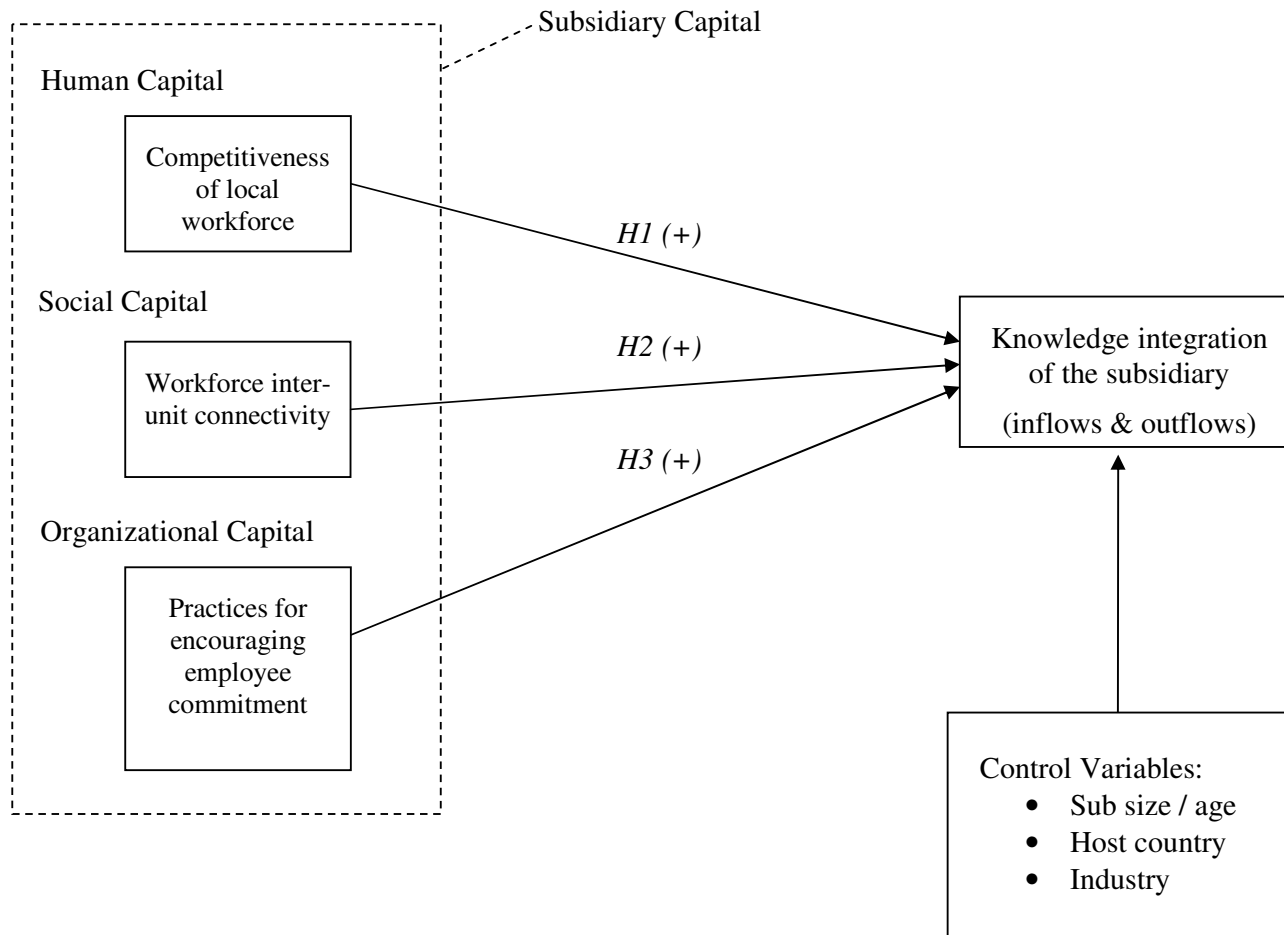 Subsidiary Capital
Human Capital
Competitiveness
of local
workforce
H1 (+)
Social Capital
Workforce inter-
unit connectivity
H2 (+)
Knowledge integration
of the subsidiary
(inflows & outflows)
H3 (+)
Organizational Capital
Practices for
encouraging
employee
commitment
Control Variables:
• Sub size / age
• Host country
• Industry